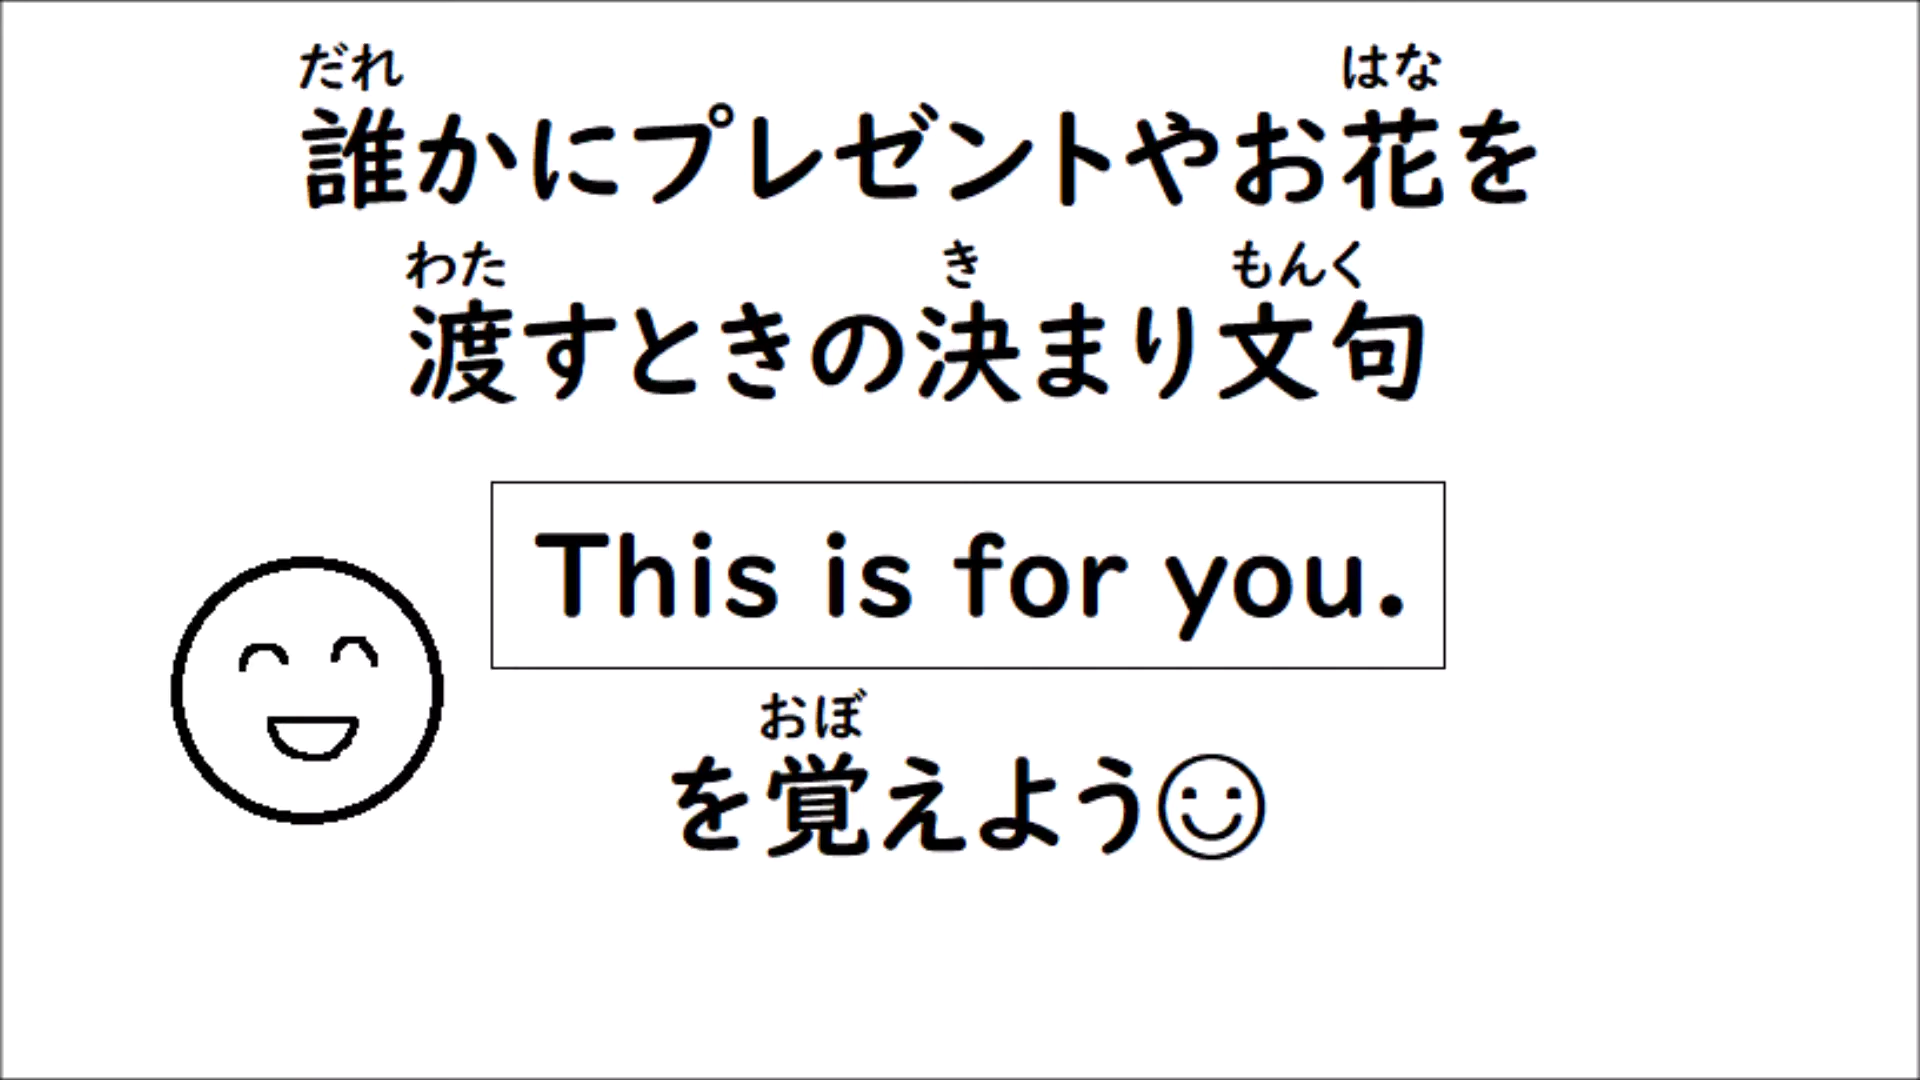 だれ はな
誰かにプレゼントやお花を
わた き もんく
渡すときの決まり文句
This is for you.
おぼ
を覚えよう☺